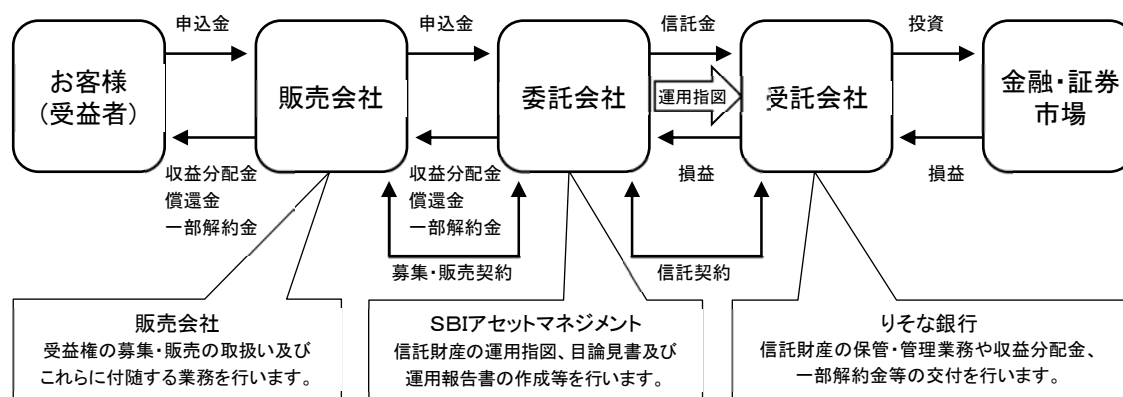 申込金
申込金
信託金
投資
お客様
(受益者)
販売会社
委託会社
運用指図
受託会社
金融・証券
市場
収益分配金
償還金
一部解約金
収益分配金
償還金
一部解約金
損益
損益
募集・販売契約
信託契約
販売会社
受益権の募集・販売の取扱い及び
これらに付随する業務を行います。
SBIアセットマネジメント
信託財産の運用指図、目論見書及び
運用報告書の作成等を行います。
りそな銀行
信託財産の保管・管理業務や収益分配金、
一部解約金等の交付を行います。